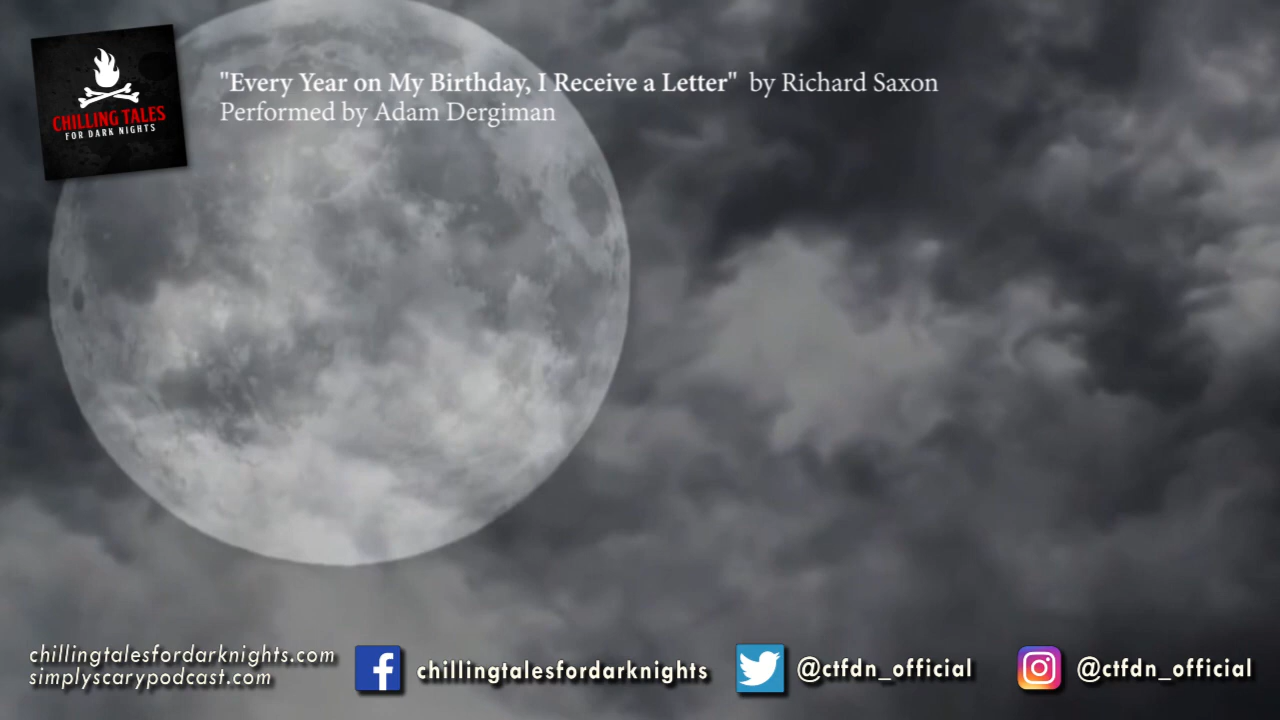 CHILLING TALES
FOR DARK NIGHTS
"Every Year on My Birthday, I Receive a Letter" by Richard Saxon
Performed by Adam Dergiman
chillingtalesfordarknights.com
simplyscarypodcast.com
chillingtalesfordarknights
@ctfdn_official
@ctfdn_official